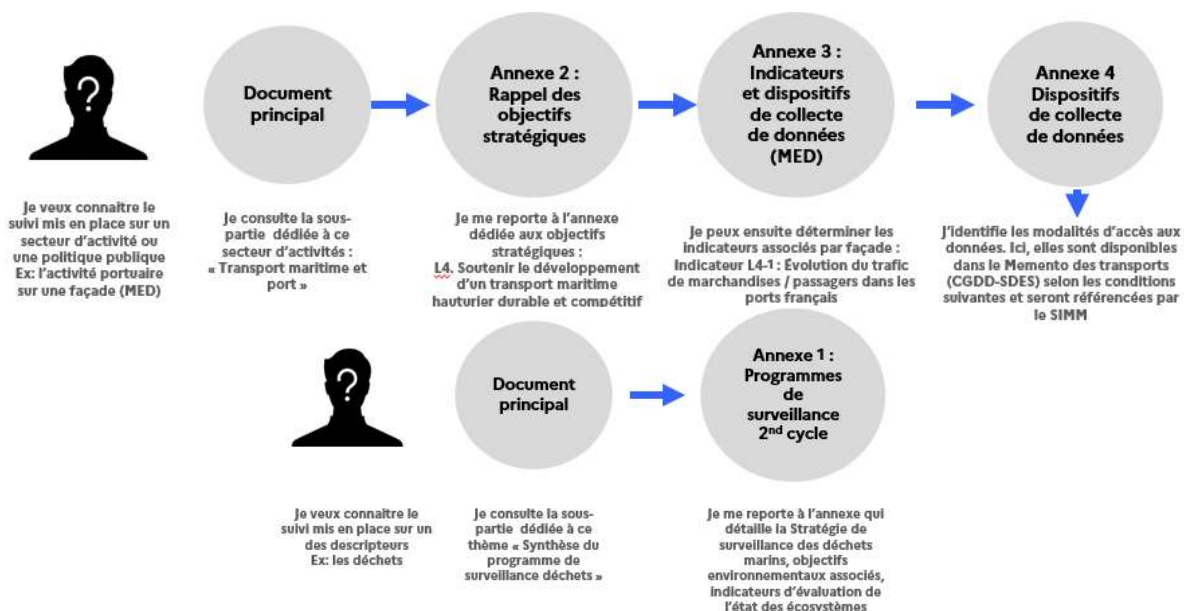 ?
Document
principal
Annexe 2 :
Rappel des
objectifs
stratégiques
Annexe 3 :
Indicateurs
et dispositifs
de collecte
de données
(MED)
Annexe 4
Dispositifs
de collecte
de données
Je veux connaitre le
suivi mis en place sur un
secteur d'activité ou
une politique publique
Ex: l'activité portuaire
sur une façade (MED)
Je consulte la sous-
partie dédiée à ce
secteur d'activités :
« Transport maritime et
port »
Je me reporte à l'annexe
dédiée aux objectifs
stratégiques :
L4. Soutenir le développement
d'un transport maritime
hauturier durable et compétitif
Je peux ensuite déterminer les
indicateurs associés par façade :
Indicateur L4-1 : Évolution du trafic
de marchandises / passagers dans les
ports français
J'identifie les modalités d'accès aux
données. Ici, elles sont disponibles
dans le Memento des transports
(CGDD-SDES) selon les conditions
suivantes et seront référencées par
le SIMM
?
Document
principal
Annexe 1 :
Programmes
de
surveillance
2nd cycle
Je veux connaitre le
suivi mis en place sur un
des descripteurs
Ex: les déchets
Je consulte la sous-
partie dédiée à ce
thème « Synthèse du
programme de
surveillance déchets »
Je me reporte à l'annexe qui
détaille la Stratégie de
surveillance des déchets
marins, objectifs
environnementaux associés,
indicateurs d'évaluation de
l'état des écosystèmes